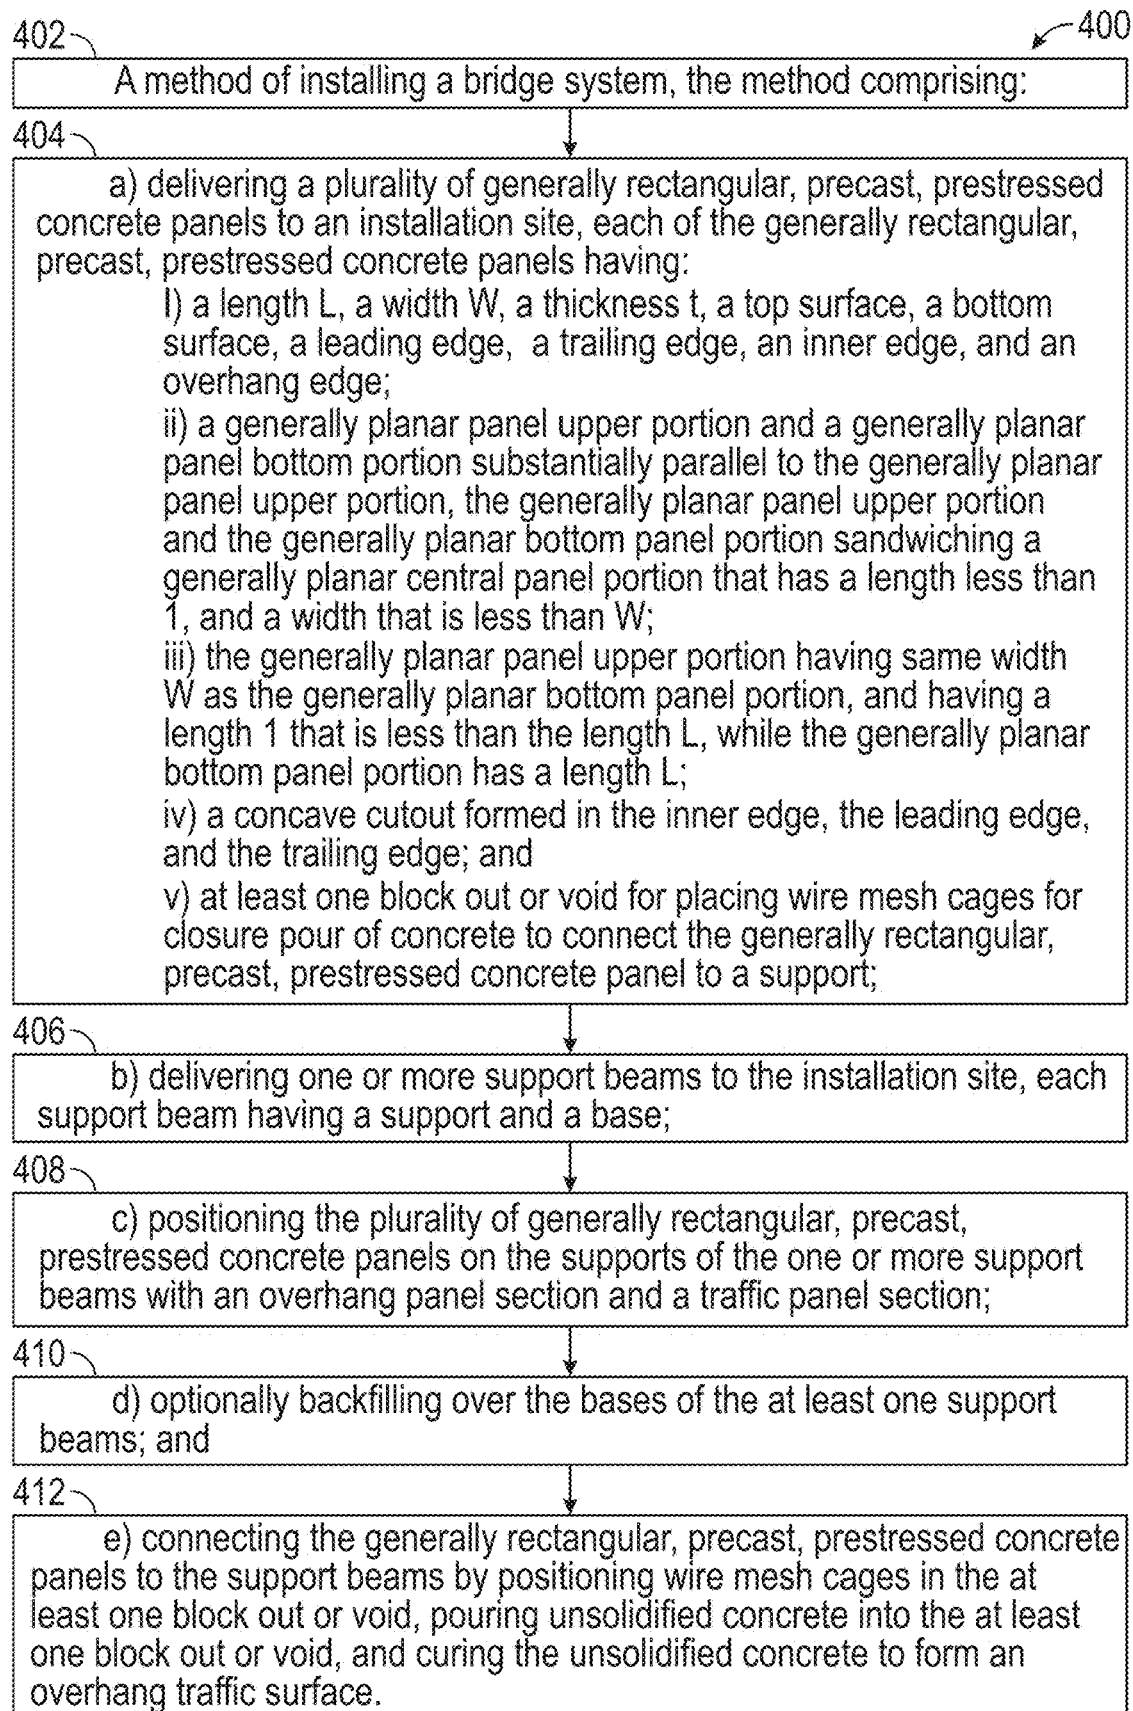 400
402
A method of installing a bridge system, the method comprising:
404
a) delivering a plurality of generally rectangular, precast, prestressed
concrete panels to an installation site, each of the generally rectangular,
precast, prestressed concrete panels having:
I) a length L, a width W, a thickness t, a top surface, a bottom
surface, a leading edge, a trailing edge, an inner edge, and an
overhang edge;
ii) a generally planar panel upper portion and a generally planar
panel bottom portion substantially parallel to the generally planar
panel upper portion, the generally planar panel upper portion
and the generally planar bottom panel portion sandwiching a
generally planar central panel portion that has a length less than
1, and a width that is less than W;
iii) the generally planar panel upper portion having same width
W as the generally planar bottom panel portion, and having a
length 1 that is less than the length L, while the generally planar
bottom panel portion has a length L;
iv) a concave cutout formed in the inner edge, the leading edge,
and the trailing edge; and
v) at least one block out or void for placing wire mesh cages for
closure pour of concrete to connect the generally rectangular,
precast, prestressed concrete panel to a support;
406
b) delivering one or more support beams to the installation site, each
support beam having a support and a base;
408
c) positioning the plurality of generally rectangular, precast,
prestressed concrete panels on the supports of the one or more support
beams with an overhang panel section and a traffic panel section;
410
d) optionally backfilling over the bases of the at least one support
beams; and
412
e) connecting the generally rectangular, precast, prestressed concrete
panels to the support beams by positioning wire mesh cages in the at
least one block out or void, pouring unsolidified concrete into the at least
one block out or void, and curing the unsolidified concrete to form an
overhang traffic surface.